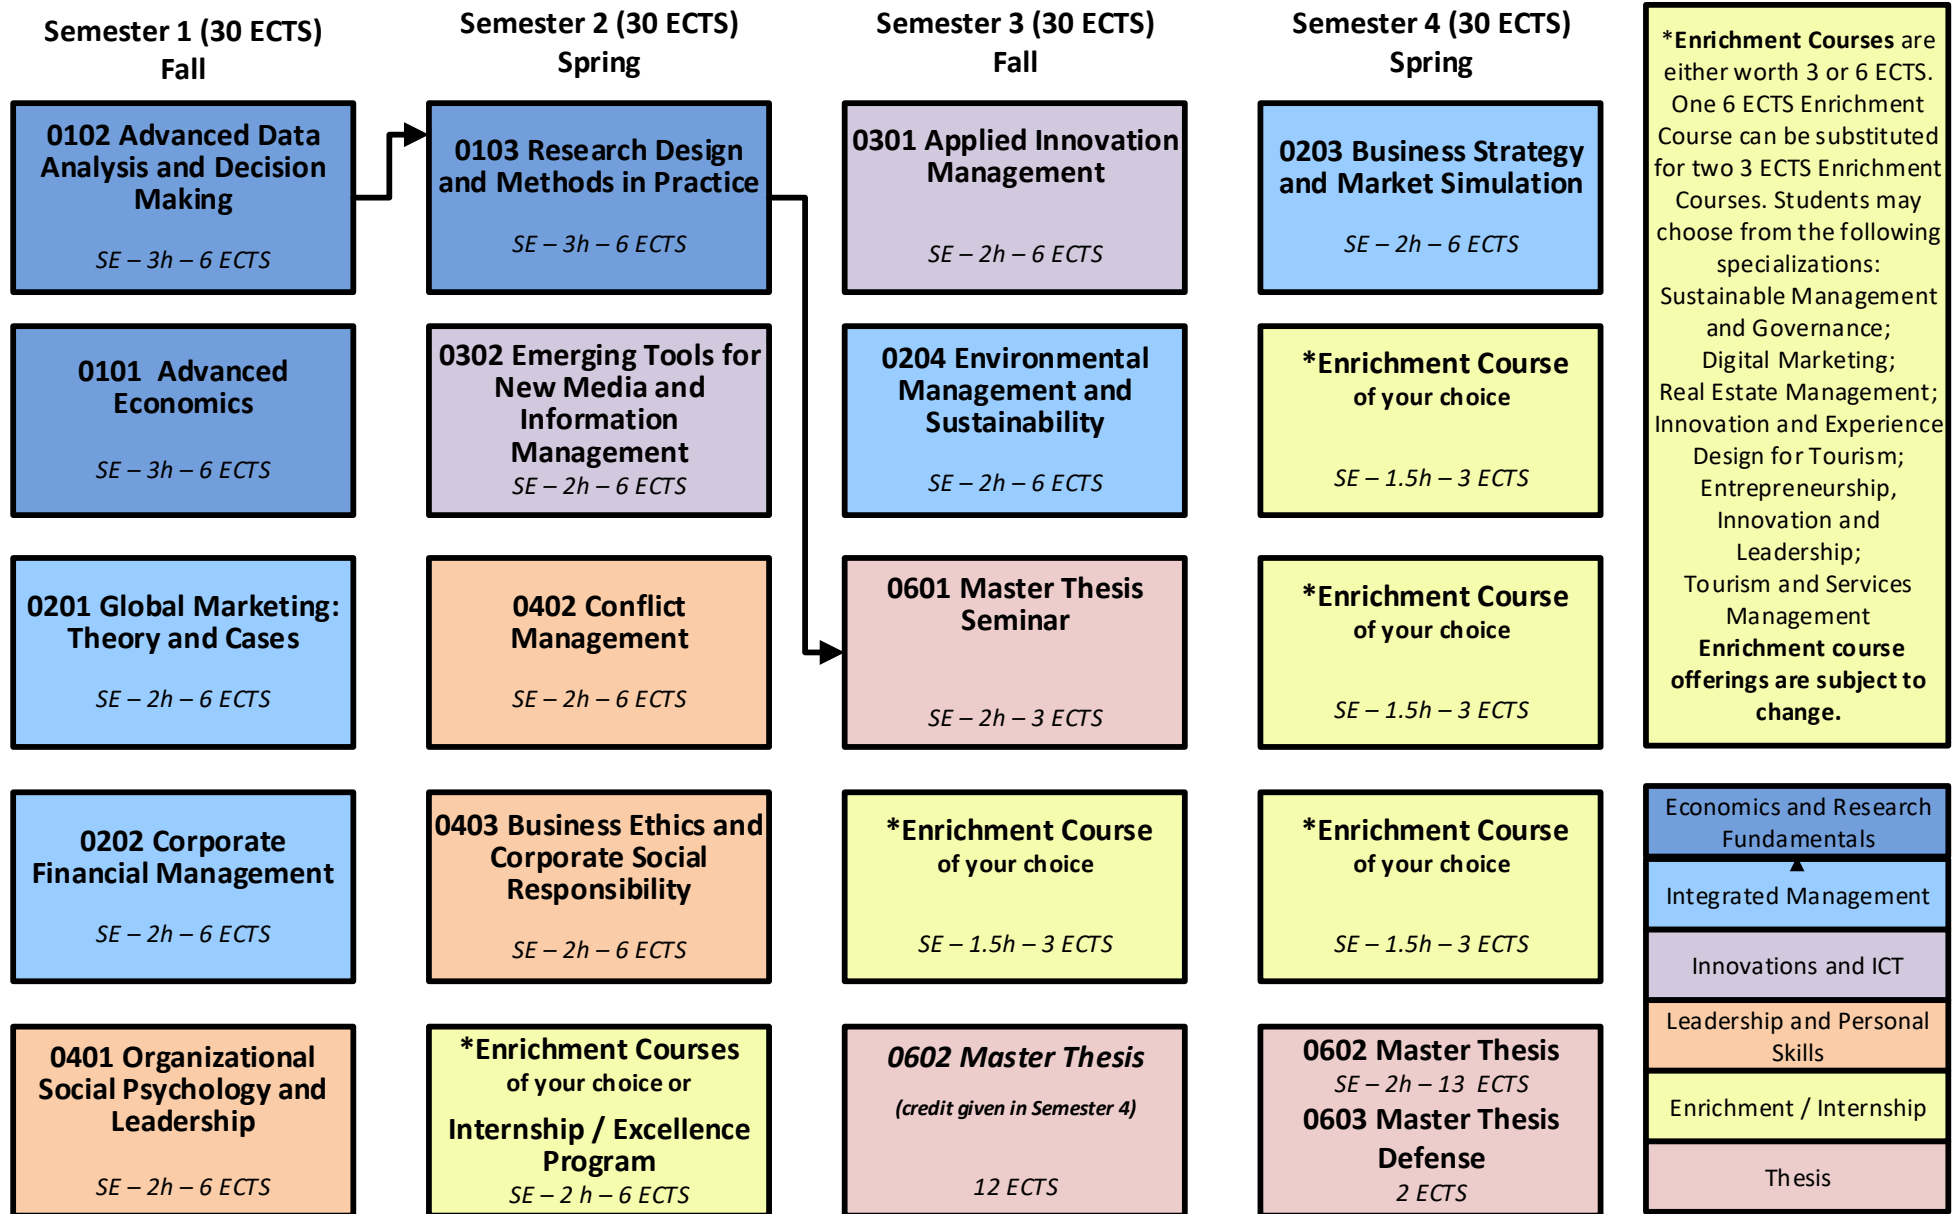 Semester 1 (30 ECTS)
Fall
0102 Advanced Data
Analysis and Decision
Making
SE – 3h – 6 ECTS
0101  Advanced
Economics
SE – 3h – 6 ECTS
0201 Global Marketing:
Theory and Cases
SE – 2h – 6 ECTS
0202 Corporate
Financial Management
SE – 2h – 6 ECTS
0401 Organizational
Social Psychology and
Leadership
SE – 2h – 6 ECTS
Semester 2 (30 ECTS)
Spring
0103 Research Design
and Methods in Practice
SE – 3h – 6 ECTS
0302 Emerging Tools for
New Media and
Information
Management
SE – 2h – 6 ECTS
0402 Conflict
Management
SE – 2h – 6 ECTS
0403 Business Ethics and
Corporate Social
Responsibility
SE – 2h – 6 ECTS
*Enrichment Courses
of your choice or
Internship / Excellence
Program
SE – 2 h – 6 ECTS
Semester 3 (30 ECTS)
Fall
0301 Applied Innovation
Management
SE – 2h – 6 ECTS
0204 Environmental
Management and
Sustainability
SE – 2h – 6 ECTS
0601 Master Thesis
Seminar
SE – 2h – 3 ECTS
*Enrichment Course
of your choice
SE – 1.5h – 3 ECTS
0602 Master Thesis
(credit given in Semester 4)
12 ECTS
Semester 4 (30 ECTS)
Spring
0203 Business Strategy
and Market Simulation
SE – 2h – 6 ECTS
*Enrichment Course
of your choice
SE – 1.5h – 3 ECTS
*Enrichment Course
of your choice
SE – 1.5h – 3 ECTS
*Enrichment Course
of your choice
SE – 1.5h – 3 ECTS
0602 Master Thesis
SE – 2h – 13  ECTS
0603 Master Thesis
Defense
2 ECTS
*Enrichment Courses are
either worth 3 or 6 ECTS.
One 6 ECTS Enrichment
Course can be substituted
for two 3 ECTS Enrichment
Courses. Students may
choose from the following
specializations:
Sustainable Management
and Governance;
Digital Marketing;
Real Estate Management;
Innovation and Experience
Design for Tourism;
Entrepreneurship,
Innovation and
Leadership;
Tourism and Services
Management
Enrichment course
offerings are subject to
change.
Economics and Research
Fundamentals
Integrated Management
Innovations and ICT
Leadership and Personal
Skills
Enrichment / Internship
Thesis